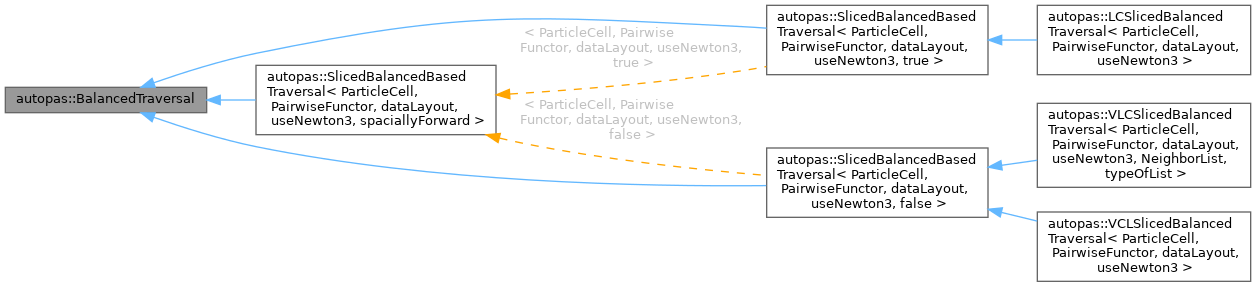 autopas::BalancedTraversal
autopas::SlicedBalancedBased
Traversal< ParticleCell,
PairwiseFunctor, dataLayout,
useNewton3, spaciallyForward >
< ParticleCell, Pairwise
Functor, dataLayout, useNewton3,
true >
< ParticleCell, Pairwise
Functor, dataLayout, useNewton3,
false >
autopas::SlicedBalancedBased
Traversal< ParticleCell,
PairwiseFunctor, dataLayout,
useNewton3, true >
autopas::SlicedBalancedBased
Traversal< ParticleCell,
PairwiseFunctor, dataLayout,
useNewton3, false >
autopas::LCSlicedBalanced
Traversal< ParticleCell,
PairwiseFunctor, dataLayout,
useNewton3 >
autopas::VLCSlicedBalanced
Traversal< ParticleCell,
PairwiseFunctor, dataLayout,
useNewton3, NeighborList,
typeOfList >
autopas::VCLSlicedBalanced
Traversal< ParticleCell,
PairwiseFunctor, dataLayout,
useNewton3 >